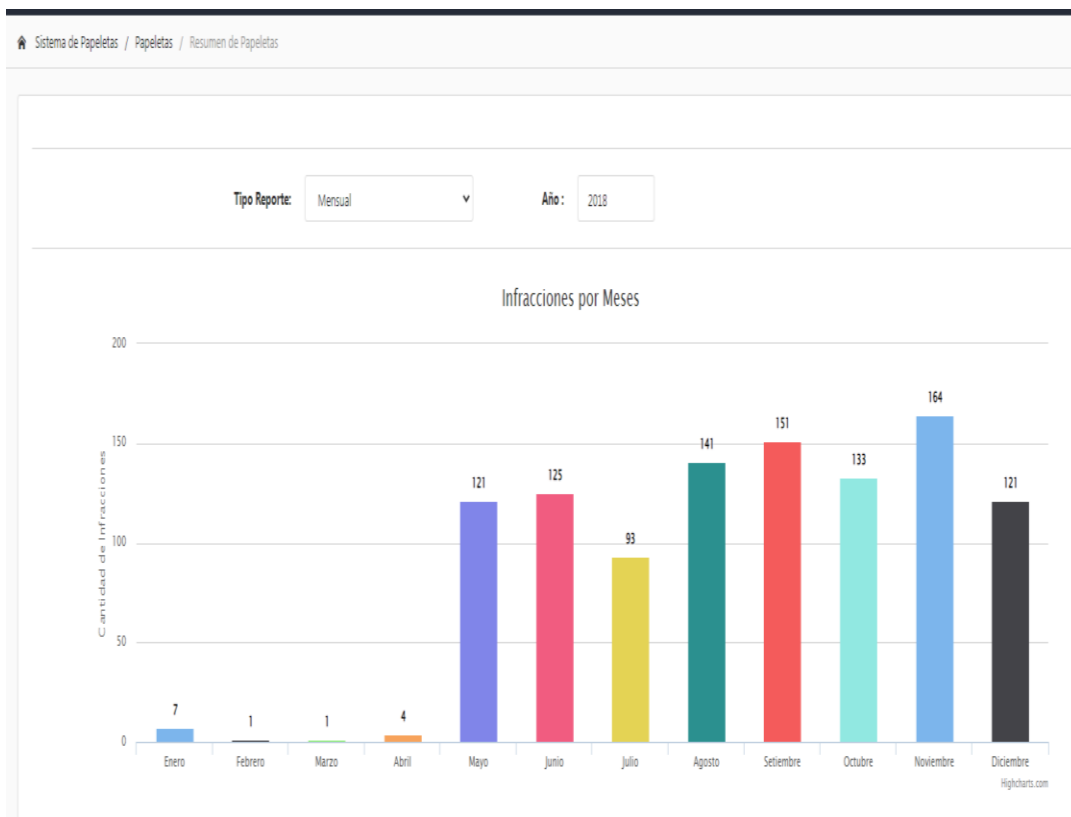 Sistema de Papeletas / Papeletas / Resumen de Papeletas
Tipo Reporte: Mensual Año : 2018
Infracciones por Meses
Cantidad de Infracciones
200
150
100
50
0
7
1
1
4
121
125
93
141
151
133
164
121
Enero Febrero Marzo Abril Mayo Junio Julio Agosto Setiembre Octubre Noviembre Diciembre
Highcharts.com